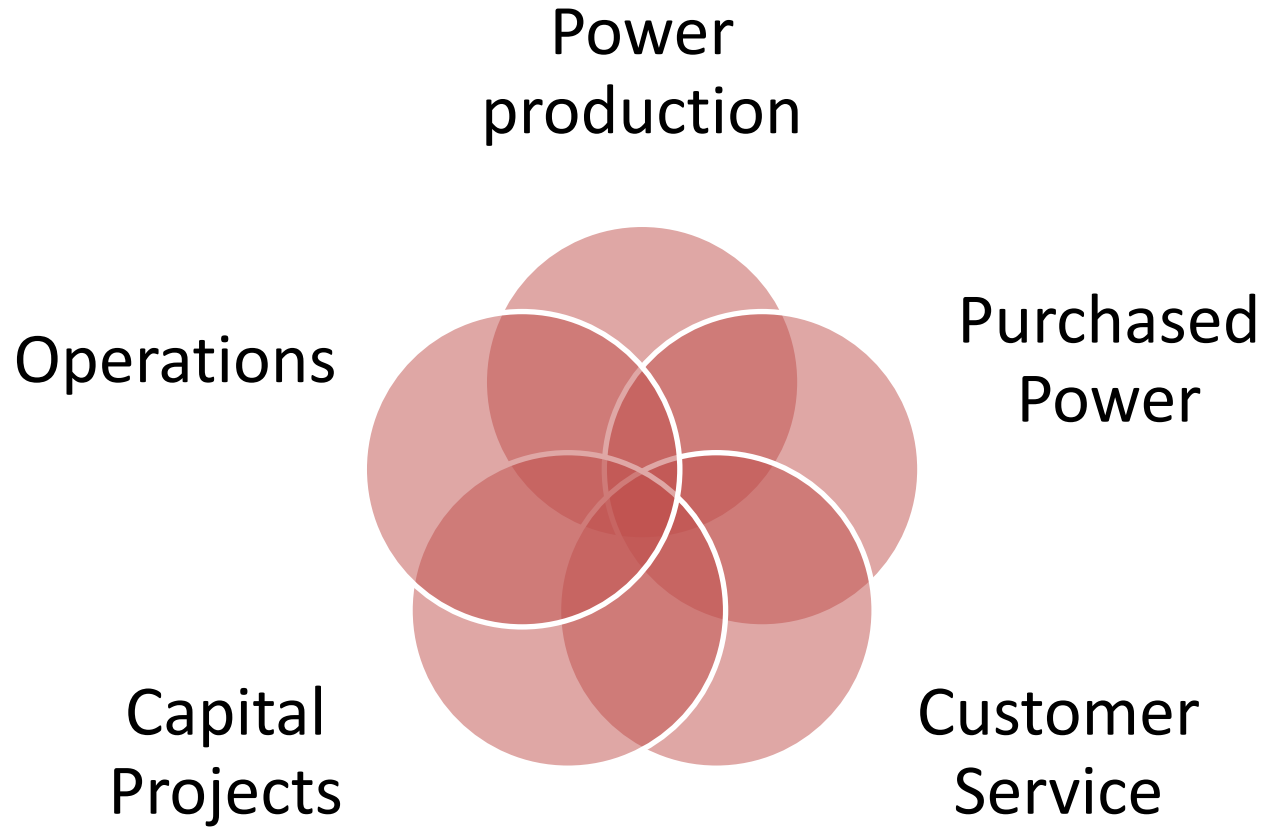 Power
production
Purchased
Power
Operations
Customer
Service
Capital
Projects